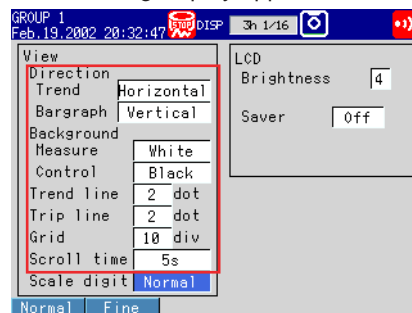 GROUP 1
Feb.19.2002 20:32:47 STOP DISP 3h 1/16
View
Direction
Trend Horizontal
Bargraph Vertical
Background
Measure White
Control Black
Trend line 2 dot
Trip line 2 dot
Grid 10 div
Scroll time 5s
Scale digit Normal
LCD
Brightness 4
Saver Off
Normal Fine